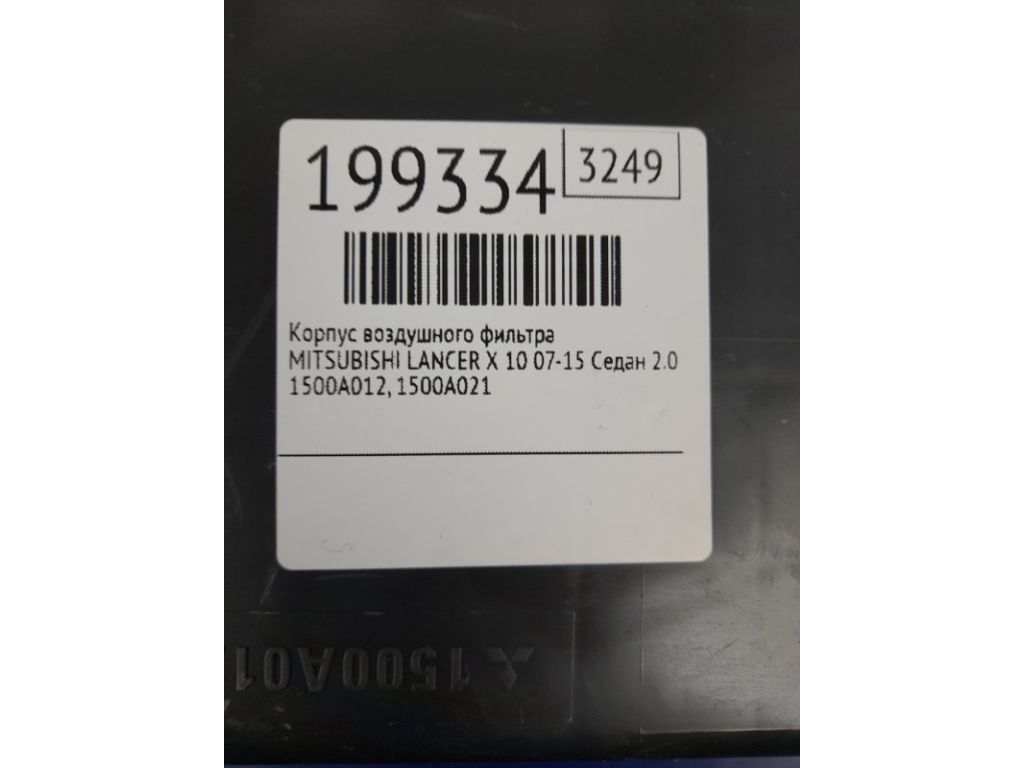 199334
3249
Корпус воздушного фильтра
MITSUBISHI LANCER X 10 07-15 Седан 2.0
1500A012, 1500A021